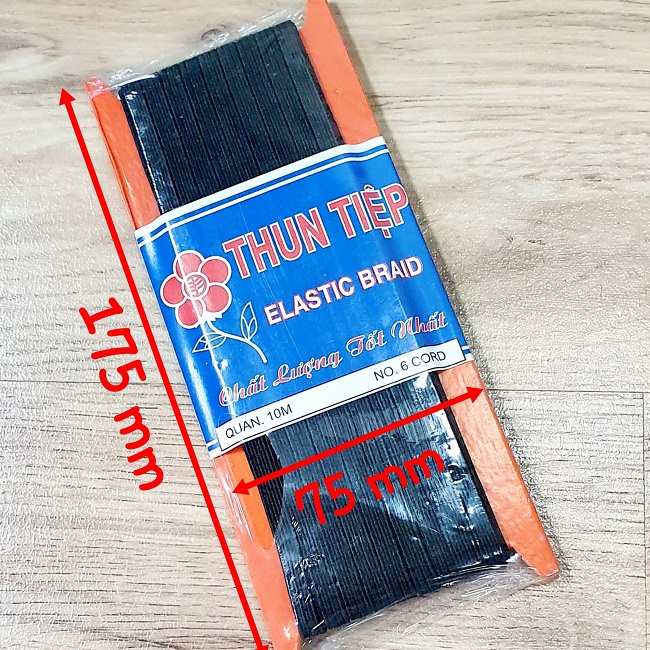 THUN TIỆP
ELASTIC BRAID
Chất Lượng Tốt Nhất
QUAN. 10M
NO. 6 CORD
175 mm
75 mm